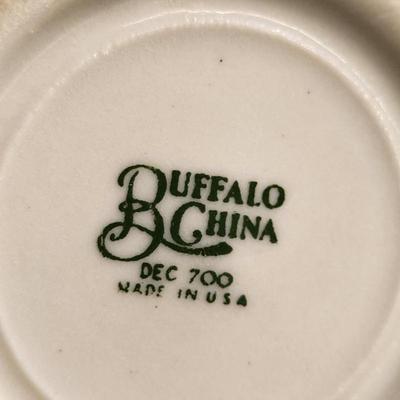 BUFFALO
CHINA
DEC 700
MADE IN USA